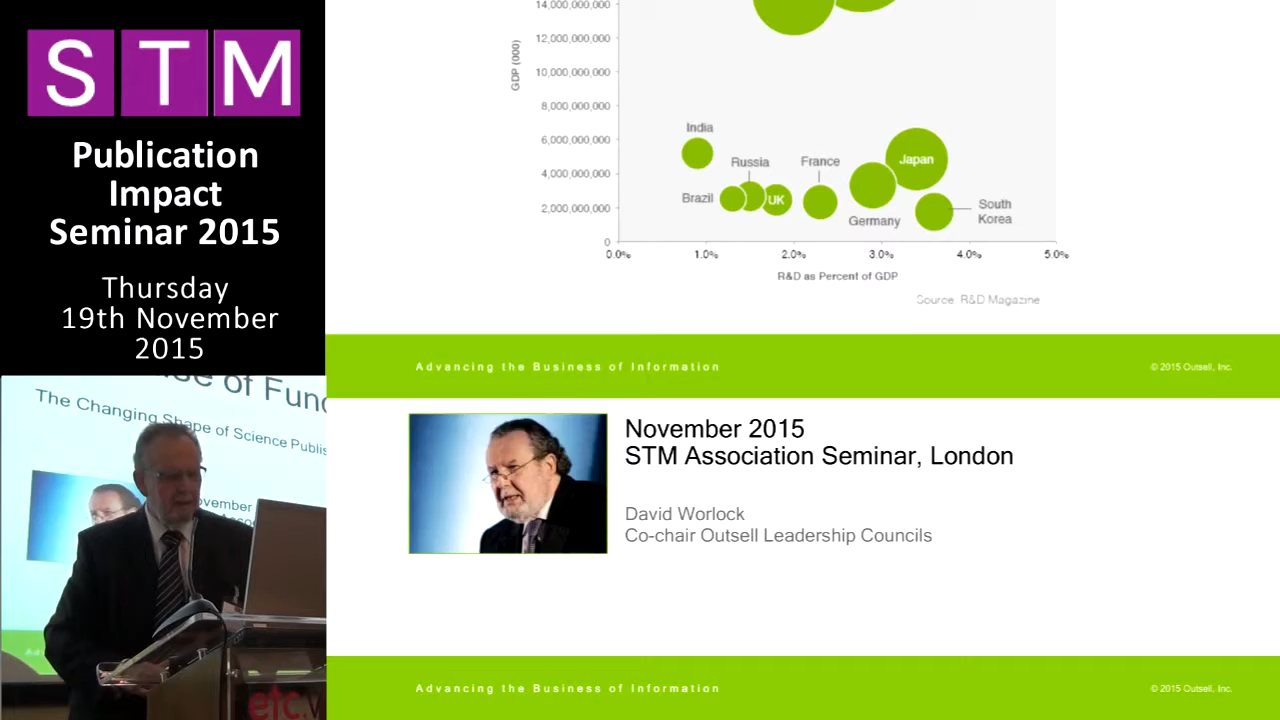 STM
Publication
Impact
Seminar 2015
Thursday
19th November
2015
14,000,000,000
12,000,000,000
10,000,000,000
8,000,000,000
6,000,000,000
4,000,000,000
2,000,000,000
0
GDP (000)
India
Russia
France
Japan
Brazil
UK
Germany
South
Korea
0.0%
1.0%
2.0%
3.0%
4.0%
5.0%
R&D as Percent of GDP
Source: R&D Magazine
Advancing the Business of Information
© 2015 Outsell, Inc.
November 2015
STM Association Seminar, London
David Worlock
Co-chair Outsell Leadership Councils
Advancing the Business of Information
© 2015 Outsell, Inc.
of Fun
The Changing Shape of Science Publis
ovember
etc.v